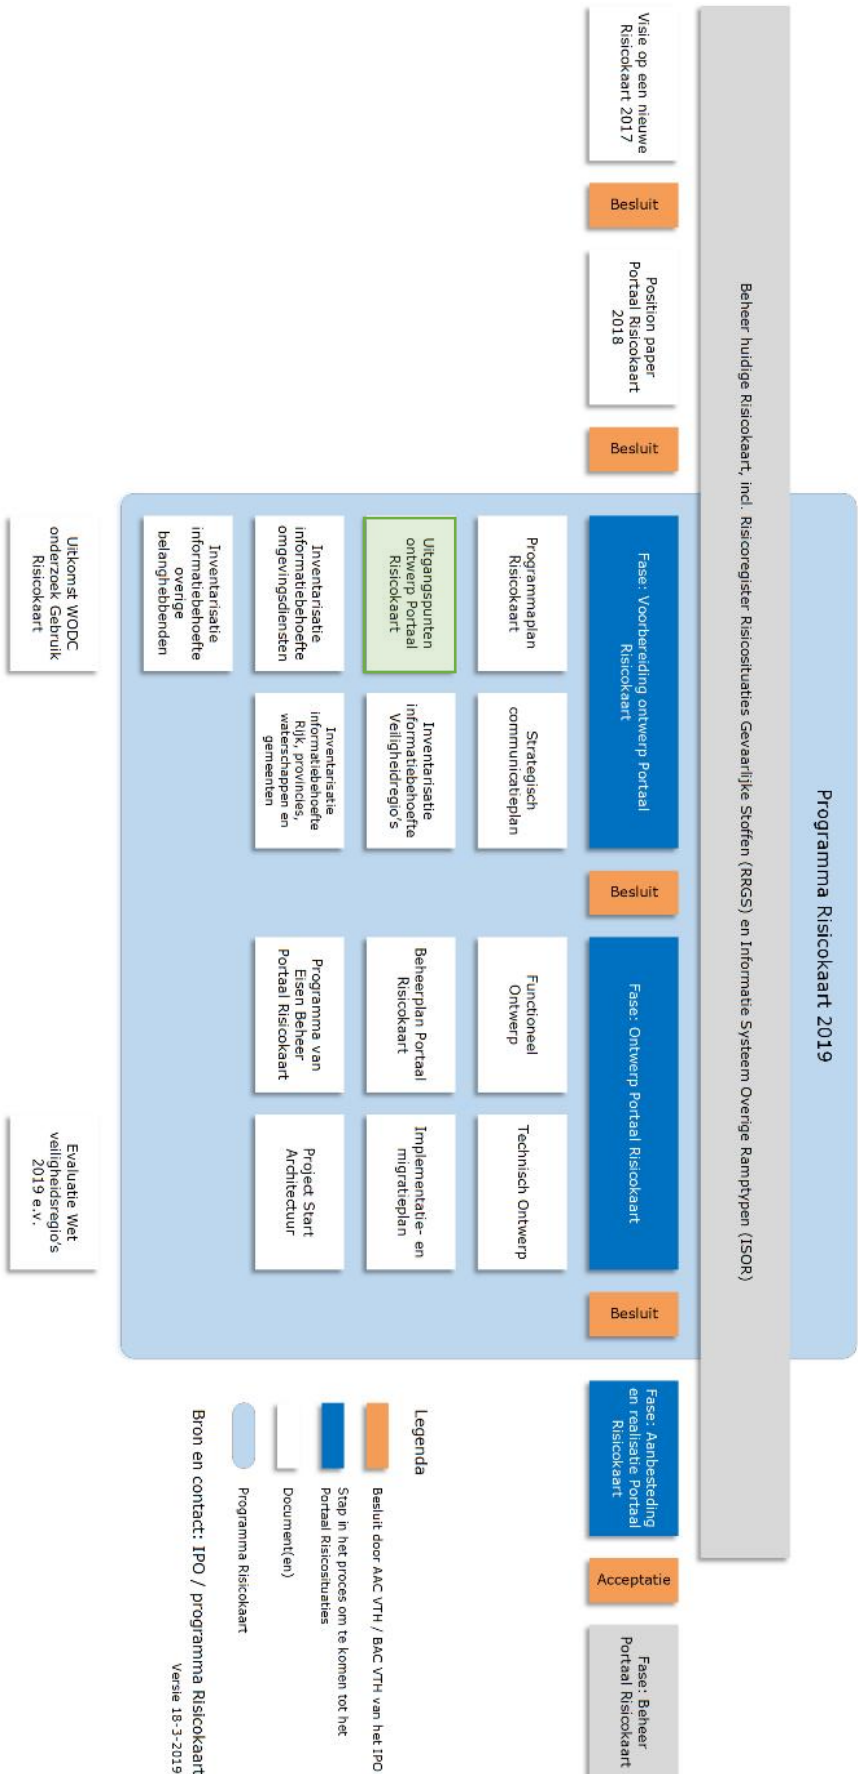 Programma Risicokaart 2019
Beheer huidige Risicokaart, incl. Risicoregister Risicosituaties Gevaarlijke Stoffen (RRGS) en Informatie Systeem Overige Ramptypen (ISOR)
Visie op een nieuwe
Risicokaart 2017
Besluit
Position paper
Portaal Risicokaart
2018
Besluit
Fase: Voorbereiding ontwerp Portaal
Risicokaart
Besluit
Fase: Ontwerp Portaal Risicokaart
Besluit
Fase: Aanbesteding
en realisatie Portaal
Risicokaart
Acceptatie
Fase: Beheer
Portaal Risicokaart
Programmaplan
Risicokaart
Strategisch
communicatieplan
Functioneel
Ontwerp
Technisch Ontwerp
Uitgangspunten
ontwerp Portaal
Risicokaart
Inventarisatie
informatiebehoefte
Veiligheidregio's
Beheerplan Portaal
Risicokaart
Implementatie- en
migratieplan
Inventarisatie
informatiebehoefte
omgevingsdiensten
Inventarisatie
informatiebehoefte
Rijk, provincies,
waterschappen en
gemeenten
Programma van
Eisen Beheer
Portaal Risicokaart
Project Start
Architectuur
Inventarisatie
informatiebehoefte
overige
belanghebbenden
Uitkomst WODC
onderzoek Gebruik
Risicokaart
Evaluatie Wet
veiligheidsregio's
2019 e.v.
Legenda
Besluit door AAC VTH / BAC VTH van het IPO
Stap in het proces om te komen tot het
Portaal Risicosituaties
Document(en)
Programma Risicokaart
Bron en contact: IPO / programma Risicokaart
Versie 18-3-2019